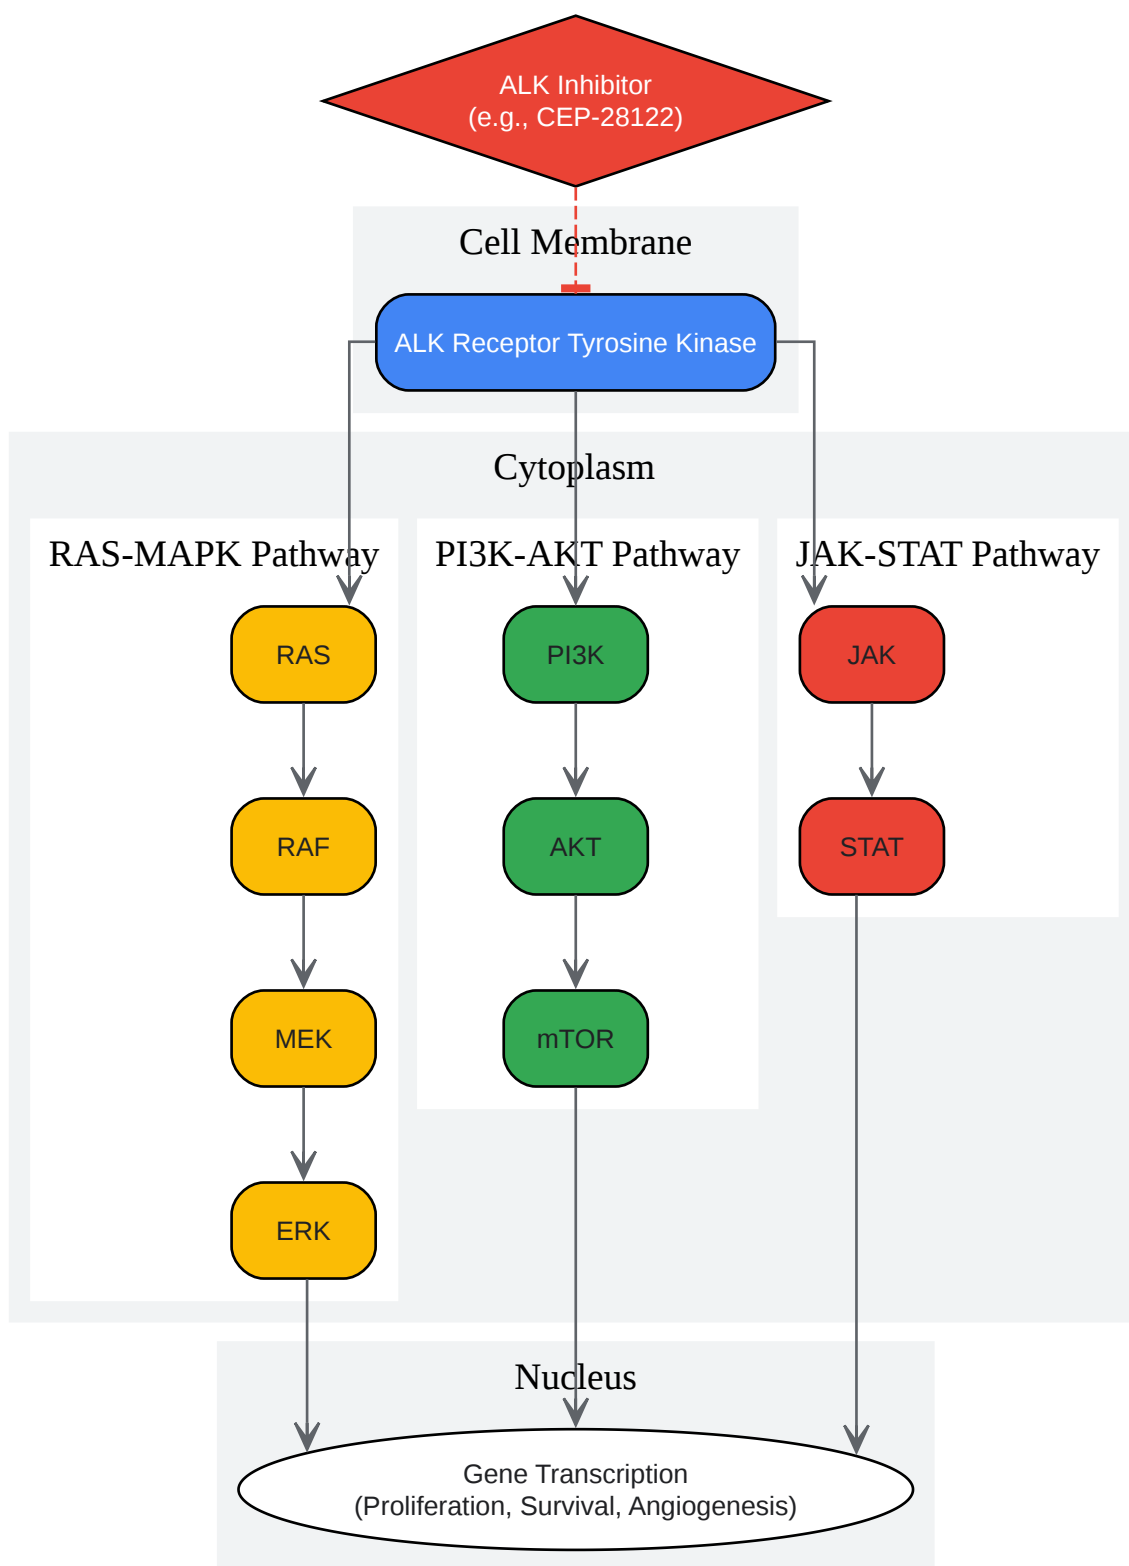 ALK Inhibitor
(e.g., CEP-28122)
Cell Membrane
ALK Receptor Tyrosine Kinase
Cytoplasm
RAS-MAPK Pathway
PI3K-AKT Pathway
JAK-STAT Pathway
RAS
PI3K
JAK
RAF
AKT
STAT
MEK
mTOR
ERK
Nucleus
Gene Transcription
(Proliferation, Survival, Angiogenesis)